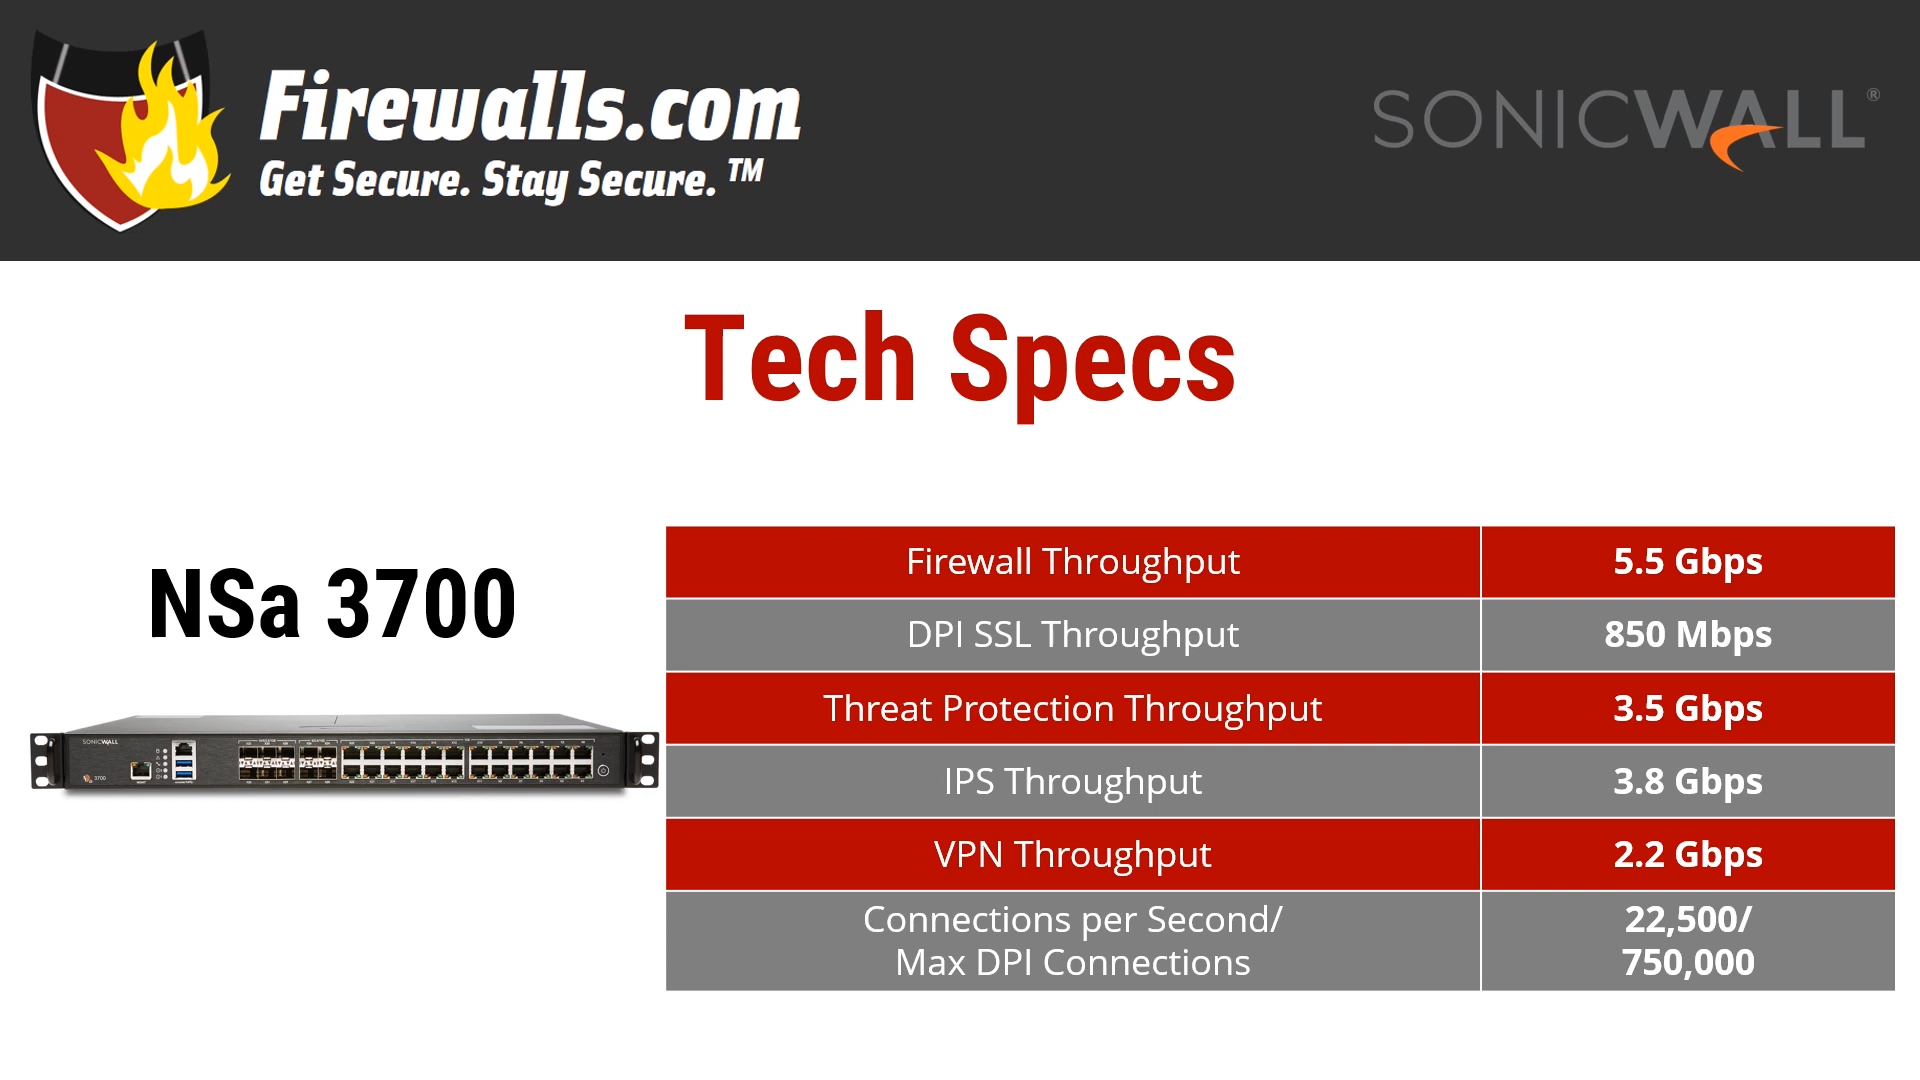 Firewalls.com
Get Secure. Stay Secure.™
SONICWALL®
Tech Specs
NSa 3700
Firewall Throughput 5.5 Gbps
DPI SSL Throughput 850 Mbps
Threat Protection Throughput 3.5 Gbps
IPS Throughput 3.8 Gbps
VPN Throughput 2.2 Gbps
Connections per Second/ 22,500/
Max DPI Connections 750,000
SONICWALL
3700